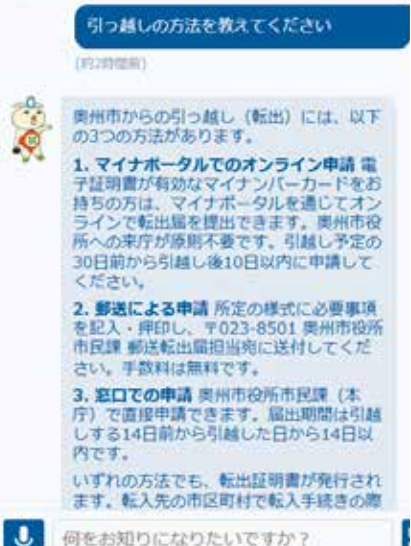 引っ越しの方法を教えてください
(約2時間前)
奥州市からの引っ越し（転出）には、以下
の3つの方法があります。
1. マイナポータルでのオンライン申請 電
子証明書が有効なマイナンバーカードをお
持ちの方は、マイナポータルを通じてオン
ラインで転出届を提出できます。奥州市役
所への来庁が原則不要です。引越し予定の
30日前から引越し後10日以内に申請して
ください。
2. 郵送による申請 所定の様式に必要事項
を記入・押印し、〒023-8501 奥州市役所
市民課 郵送転出届担当宛に送付してくだ
さい。手数料は無料です。
3. 窓口での申請 奥州市役所市民課（本
庁）で直接申請できます。届出期間は引越
しする14日前から引越した日から14日以
内です。
いずれの方法でも、転出証明書が発行され
ます。転入先の市区町村で転入手続きの際
何をお知りになりたいですか？